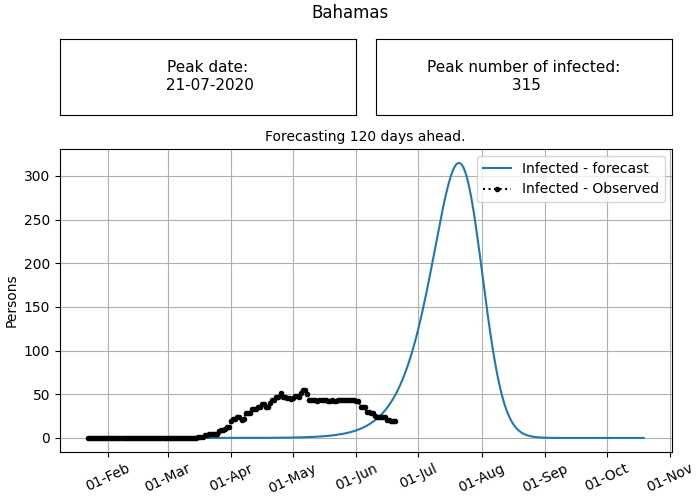 Bahamas
Peak date:
21-07-2020
Peak number of infected:
315
Forecasting 120 days ahead.
Infected - forecast
Infected - Observed
300
250
200
150
100
50
0
Persons
01-Feb
01-Mar
01-Apr
01-May
01-Jun
01-Jul
01-Aug
01-Sep
01-Oct
01-Nov